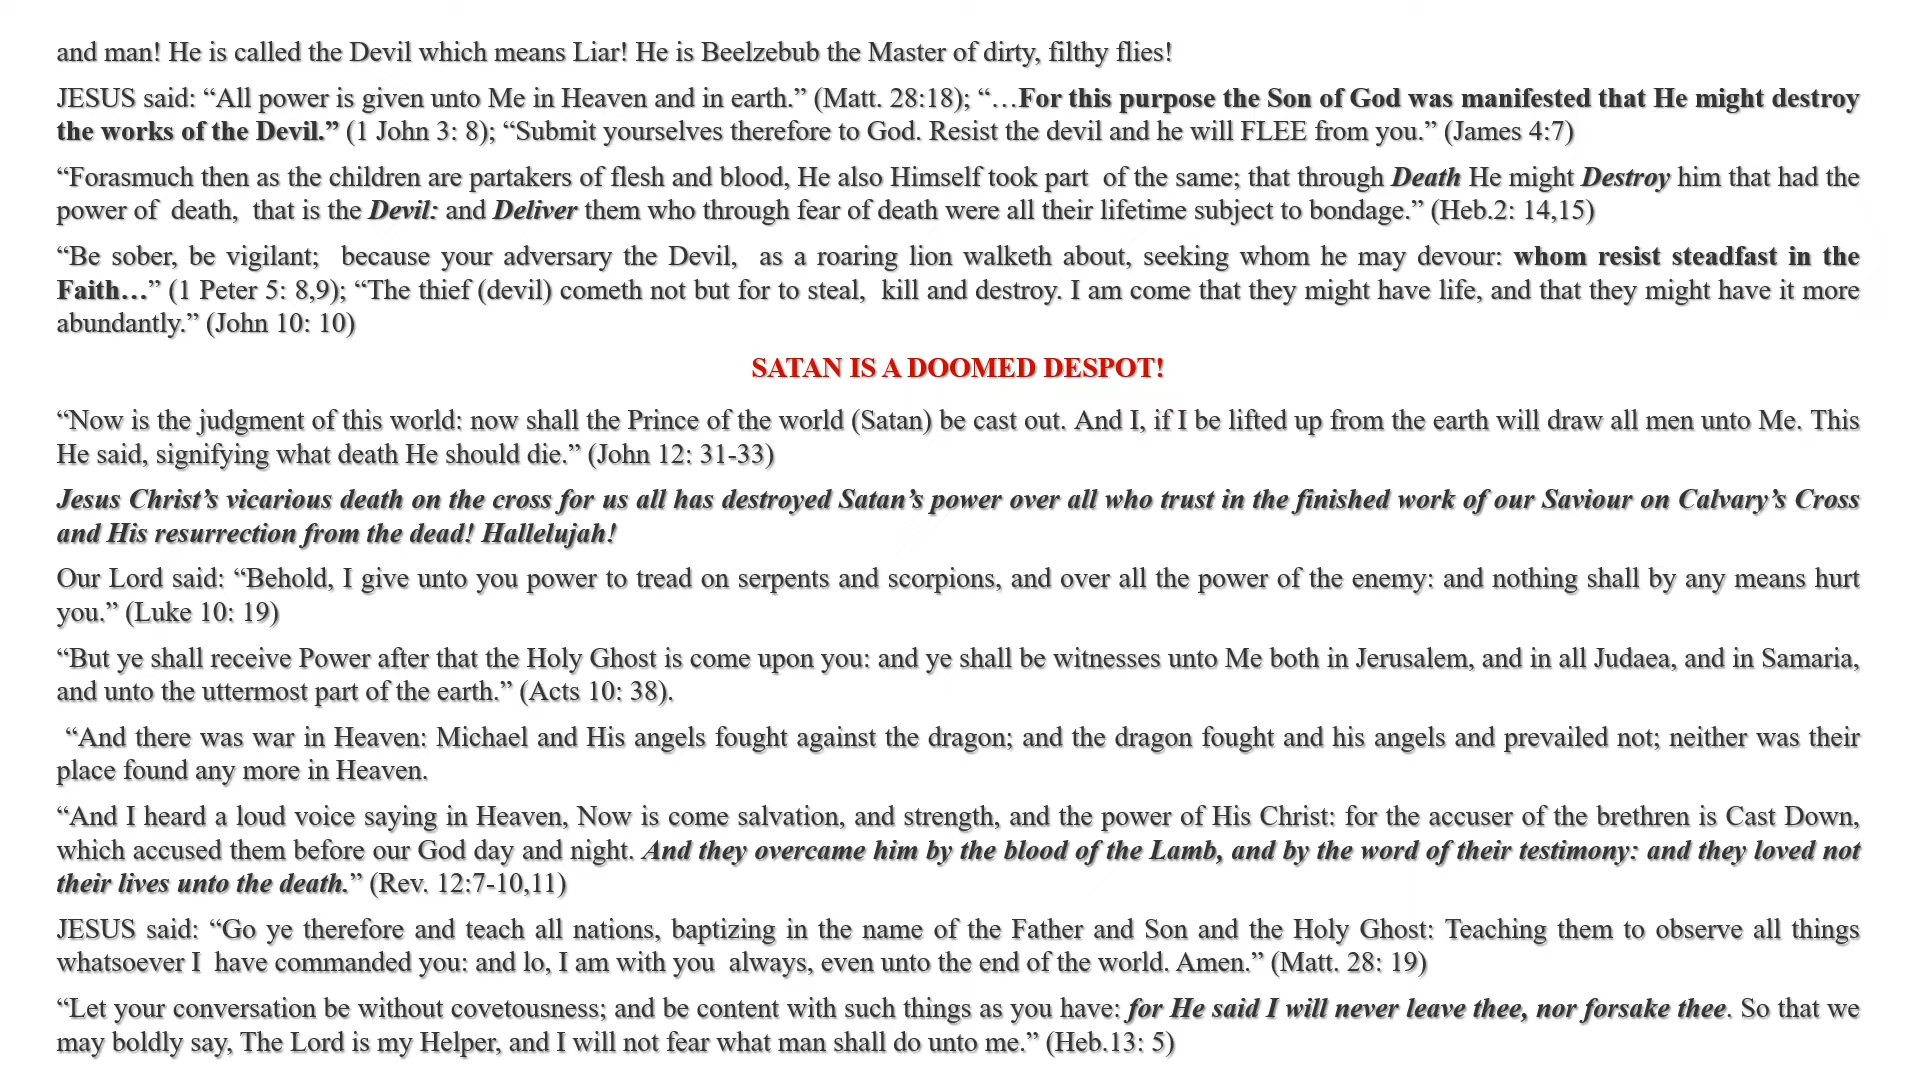 and man! He is called the Devil which means Liar! He is Beelzebub the Master of dirty, filthy flies!
JESUS said: “All power is given unto Me in Heaven and in earth.” (Matt. 28:18); “…For this purpose the Son of God was manifested that He might destroy
the works of the Devil.” (1 John 3: 8); “Submit yourselves therefore to God. Resist the devil and he will FLEE from you.” (James 4:7)
“Forasmuch then as the children are partakers of flesh and blood, He also Himself took part  of the same; that through Death He might Destroy him that had the
power of  death,  that is the Devil: and Deliver them who through fear of death were all their lifetime subject to bondage.” (Heb.2: 14,15)
“Be sober, be vigilant;  because your adversary the Devil,  as a roaring lion walketh about, seeking whom he may devour: whom resist steadfast in the
Faith…” (1 Peter 5: 8,9); “The thief (devil) cometh not but for to steal,  kill and destroy. I am come that they might have life, and that they might have it more
abundantly.” (John 10: 10)
SATAN IS A DOOMED DESPOT!
“Now is the judgment of this world: now shall the Prince of the world (Satan) be cast out. And I, if I be lifted up from the earth will draw all men unto Me. This
He said, signifying what death He should die.” (John 12: 31-33)
Jesus Christ’s vicarious death on the cross for us all has destroyed Satan’s power over all who trust in the finished work of our Saviour on Calvary’s Cross
and His resurrection from the dead! Hallelujah!
Our Lord said: “Behold, I give unto you power to tread on serpents and scorpions, and over all the power of the enemy: and nothing shall by any means hurt
you.” (Luke 10: 19)
“But ye shall receive Power after that the Holy Ghost is come upon you: and ye shall be witnesses unto Me both in Jerusalem, and in all Judaea, and in Samaria,
and unto the uttermost part of the earth.” (Acts 10: 38).
“And there was war in Heaven: Michael and His angels fought against the dragon; and the dragon fought and his angels and prevailed not; neither was their
place found any more in Heaven.
“And I heard a loud voice saying in Heaven, Now is come salvation, and strength, and the power of His Christ: for the accuser of the brethren is Cast Down,
which accused them before our God day and night. And they overcame him by the blood of the Lamb, and by the word of their testimony: and they loved not
their lives unto the death.” (Rev. 12:7-10,11)
JESUS said: “Go ye therefore and teach all nations, baptizing in the name of the Father and Son and the Holy Ghost: Teaching them to observe all things
whatsoever I  have commanded you: and lo, I am with you  always, even unto the end of the world. Amen.” (Matt. 28: 19)
“Let your conversation be without covetousness; and be content with such things as you have: for He said I will never leave thee, nor forsake thee. So that we
may boldly say, The Lord is my Helper, and I will not fear what man shall do unto me.” (Heb.13: 5)